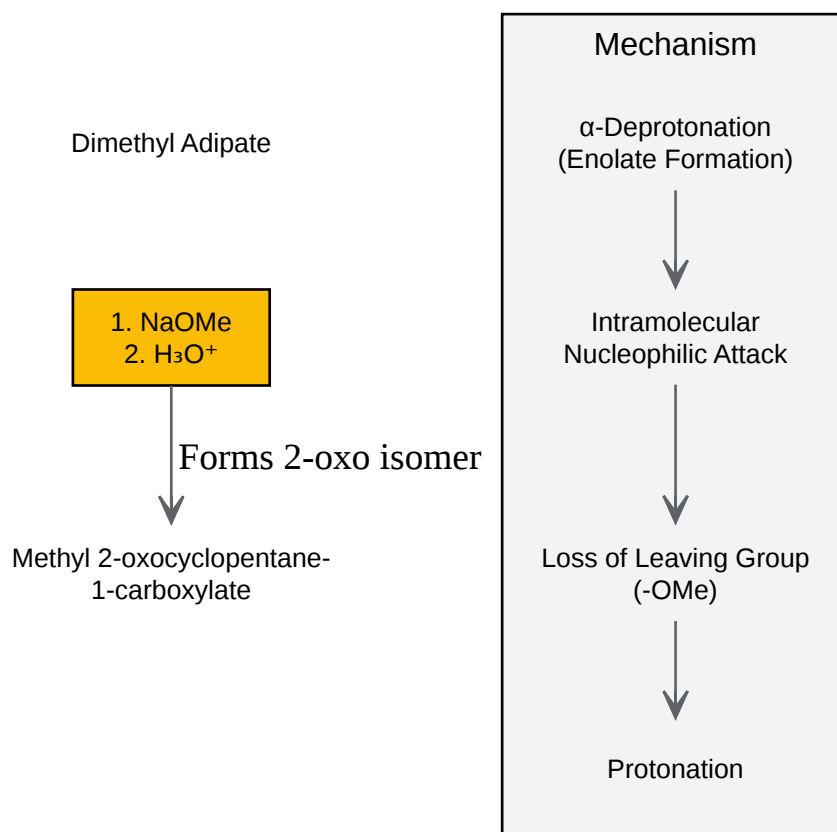 Mechanism
Dimethyl Adipate
α-Deprotonation
(Enolate Formation)
1. NaOMe
2. H₃O⁺
Intramolecular
Nucleophilic Attack
Forms 2-oxo isomer
Methyl 2-oxocyclopentane-
1-carboxylate
Loss of Leaving Group
(-OMe)
Protonation